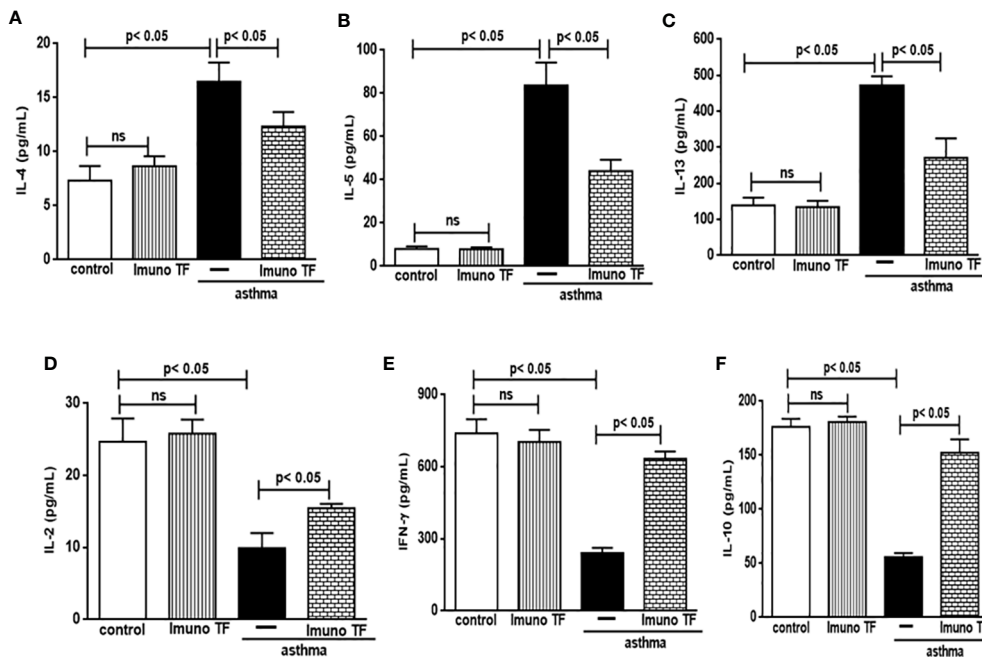 A
p< 0.05
p< 0.05
ns
IL-4 (pg/mL)
20
15
10
5
0
control
Imuno TF
–
Imuno TF
asthma
B
p< 0.05
p< 0.05
ns
IL-5 (pg/mL)
100
80
60
40
20
0
control
Imuno TF
–
Imuno TF
asthma
C
p< 0.05
p< 0.05
ns
IL-13 (pg/mL)
600
500
400
300
200
100
0
control
Imuno TF
–
Imuno TF
asthma
D
p< 0.05
ns
p< 0.05
IL-2 (pg/mL)
30
20
10
0
control
Imuno TF
–
Imuno TF
asthma
E
p< 0.05
ns
p< 0.05
IFN-γ (pg/mL)
900
600
300
0
control
Imuno TF
–
Imuno TF
asthma
F
p< 0.05
ns
p< 0.05
IL-10 (pg/mL)
200
150
100
50
0
control
Imuno TF
–
Imuno TF
asthma